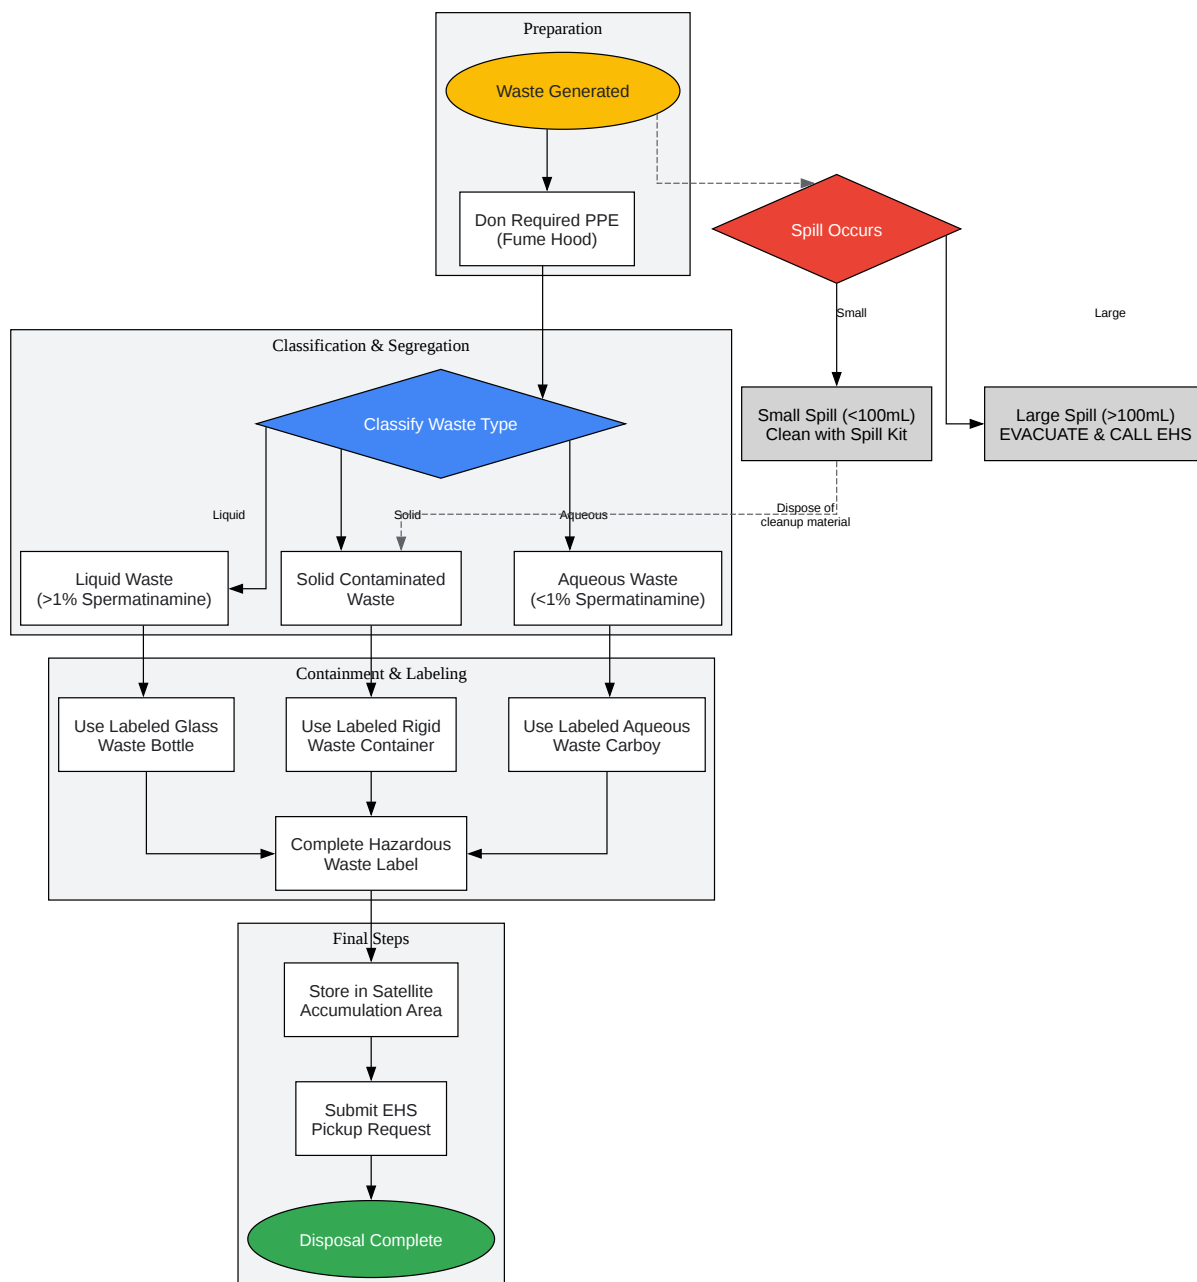 Preparation
Waste Generated
Don Required PPE
(Fume Hood)
Spill Occurs
Small
Large
Small Spill (<100mL)
Clean with Spill Kit
Large Spill (>100mL)
EVACUATE & CALL EHS
Classification & Segregation
Classify Waste Type
Liquid
Solid
Aqueous
Dispose of
cleanup material
Liquid Waste
(>1% Spermatinamine)
Solid Contaminated
Waste
Aqueous Waste
(<1% Spermatinamine)
Containment & Labeling
Use Labeled Glass
Waste Bottle
Use Labeled Rigid
Waste Container
Use Labeled Aqueous
Waste Carboy
Complete Hazardous
Waste Label
Final Steps
Store in Satellite
Accumulation Area
Submit EHS
Pickup Request
Disposal Complete